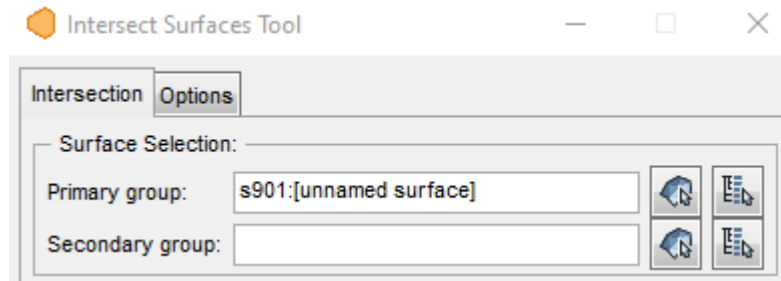 Intersect Surfaces Tool
Intersection Options
Surface Selection:
Primary group: s901:[unnamed surface]
Secondary group: